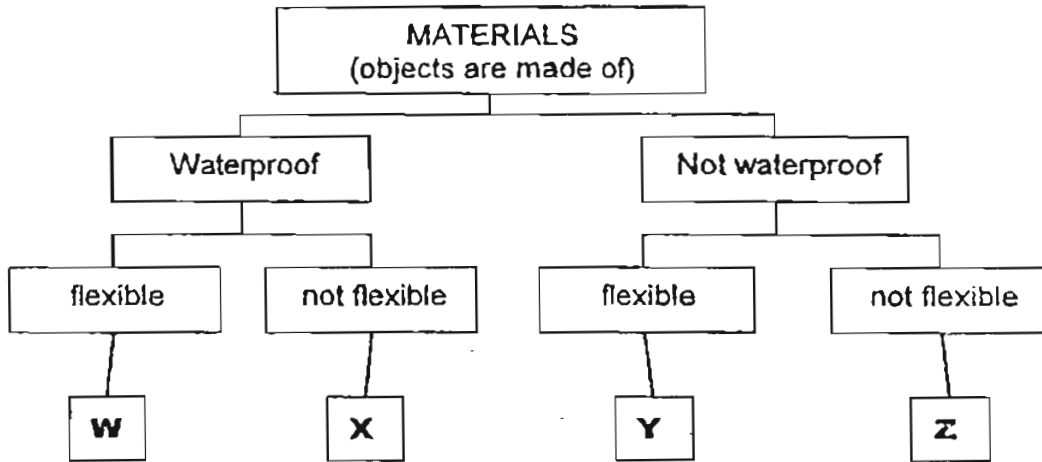 MATERIALS
(objects are made of)
Waterproof
Not waterproof
flexible
not flexible
flexible
not flexible
W
X
Y
Z